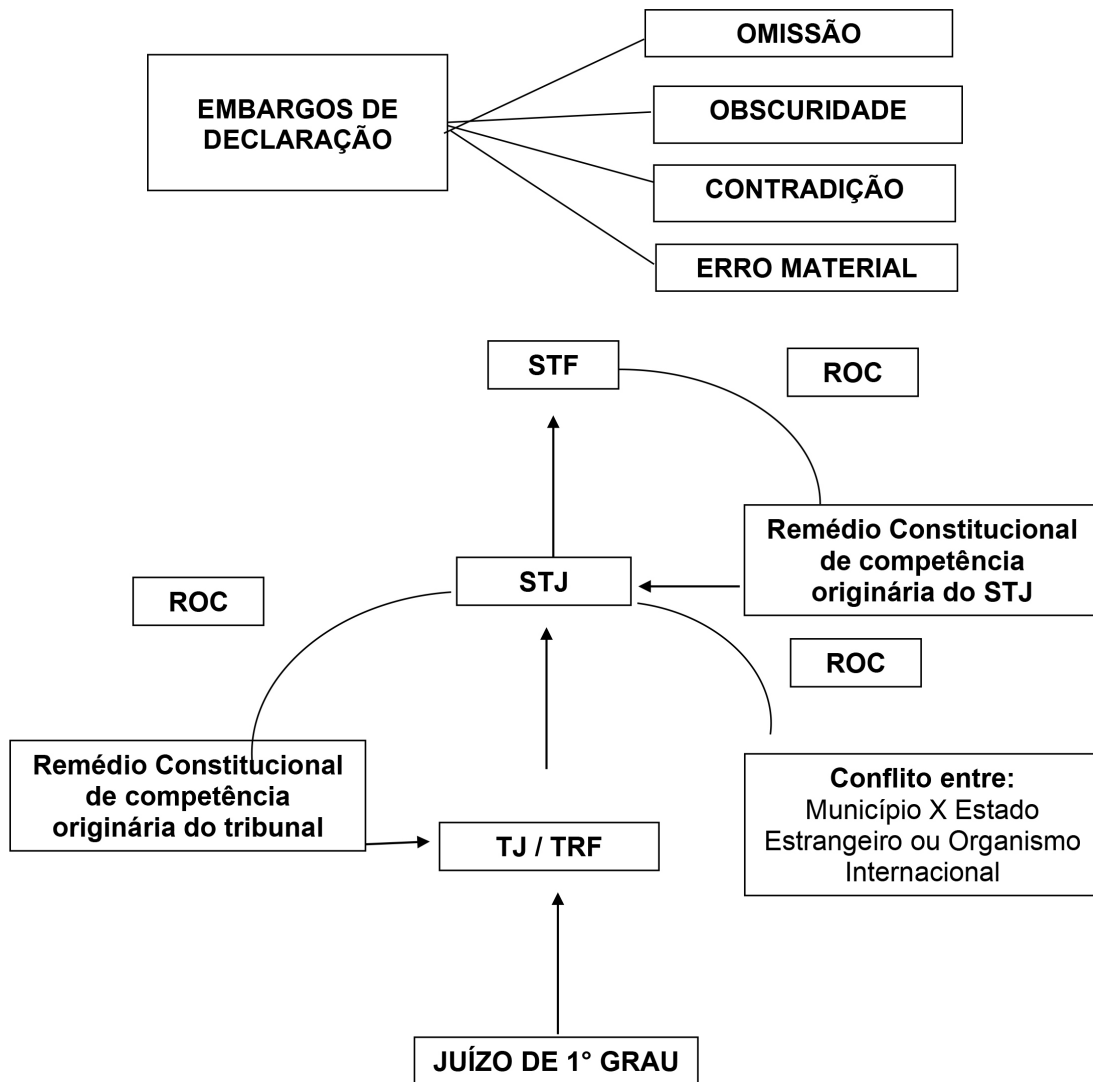 OMISSÃO
EMBARGOS DE
DECLARAÇÃO
OBSCURIDADE
CONTRADIÇÃO
ERRO MATERIAL
STF
ROC
Remédio Constitucional
de competência
originária do STJ
STJ
ROC
ROC
Remédio Constitucional
de competência
originária do tribunal
Conflito entre:
Município X Estado
Estrangeiro ou Organismo
Internacional
TJ / TRF
JUÍZO DE 1° GRAU